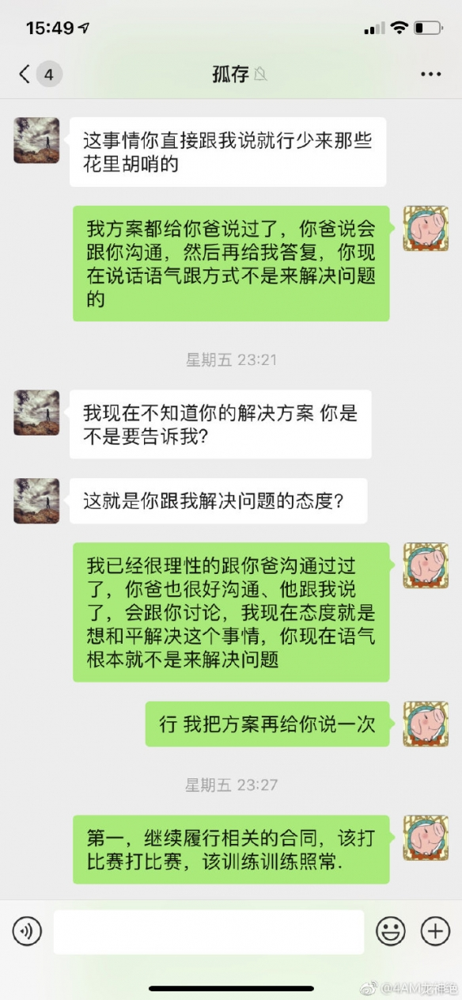 15:49
4
孤存
这事情你直接跟我说就行少来那些
花里胡哨的
我方案都给你爸说过了，你爸说会
跟你沟通，然后再给我答复，你现
在说话语气跟方式不是来解决问题
的
星期五 23:21
我现在不知道你的解决方案 你是
不是要告诉我?
这就是你跟我解决问题的态度?
我已经很理性的跟你爸沟通过过
了，你爸也很好沟通、他跟我说
了，会跟你讨论，我现在态度就是
想和平解决这个事情，你现在语气
根本就不是来解决问题
行 我把方案再给你说一次
星期五 23:27
第一，继续履行相关的合同，该打
比赛打比赛，该训练训练照常.
@4AM龙神艳